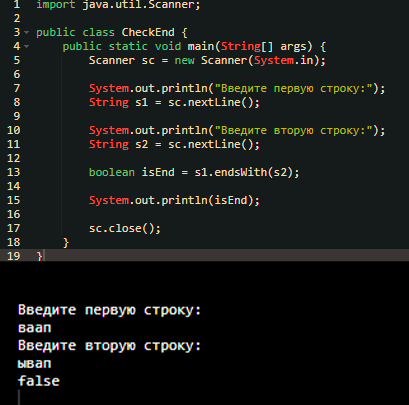 1 import java.util.Scanner;
2
3 public class CheckEnd {
4 public static void main(String[] args) {
5 Scanner sc = new Scanner(System.in);
6
7 System.out.println("Введите первую строку:");
8 String s1 = sc.nextLine();
9
10 System.out.println("Введите вторую строку:");
11 String s2 = sc.nextLine();
12
13 boolean isEnd = s1.endsWith(s2);
14
15 System.out.println(isEnd);
16
17 sc.close();
18 }
19 }
Введите первую строку:
ваап
Введите вторую строку:
ывап
false